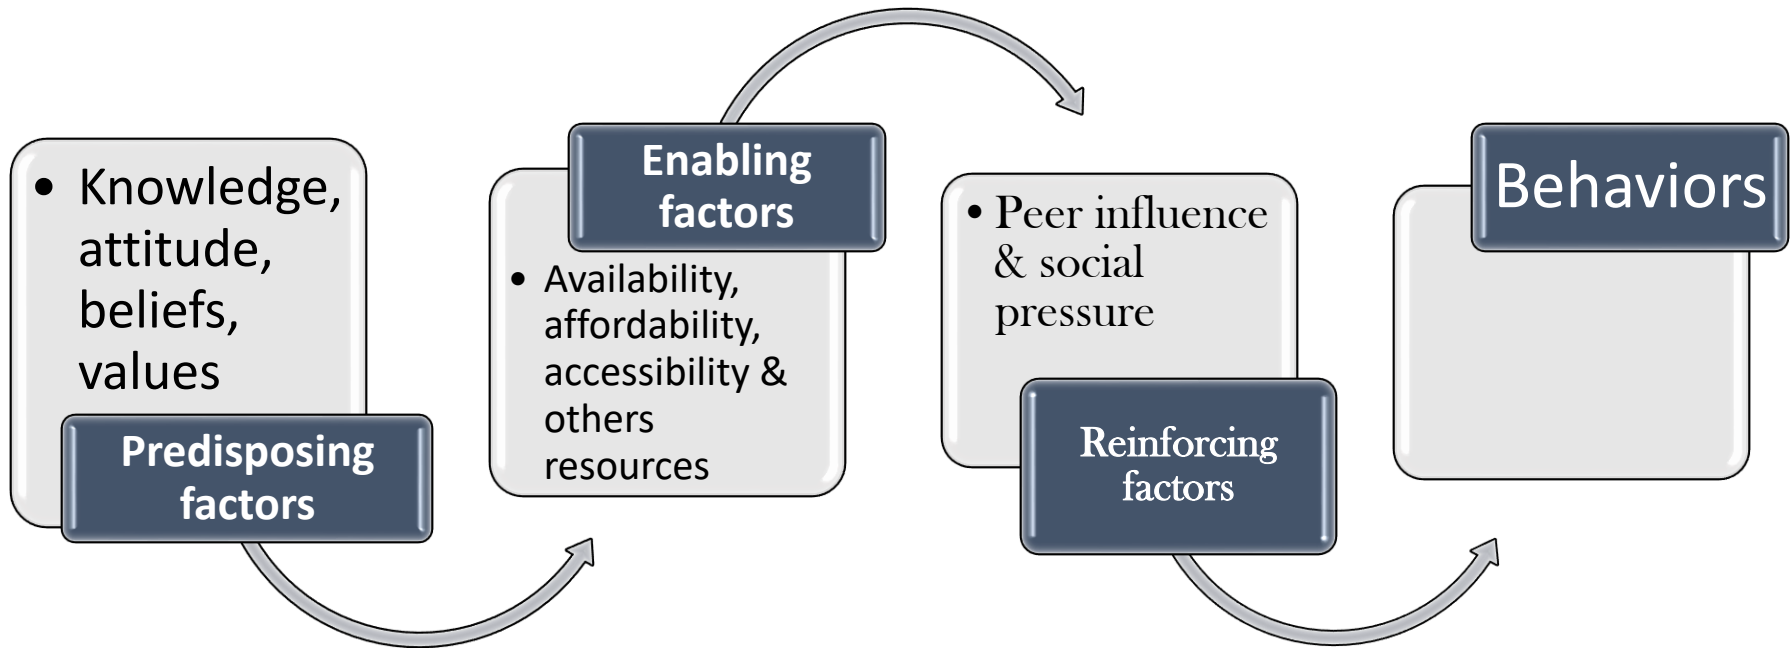 • Knowledge,
attitude,
beliefs,
values
Predisposing
factors
Enabling
factors
• Availability,
affordability,
accessibility &
others
resources
• Peer influence
& social
pressure
Reinforcing
factors
Behaviors